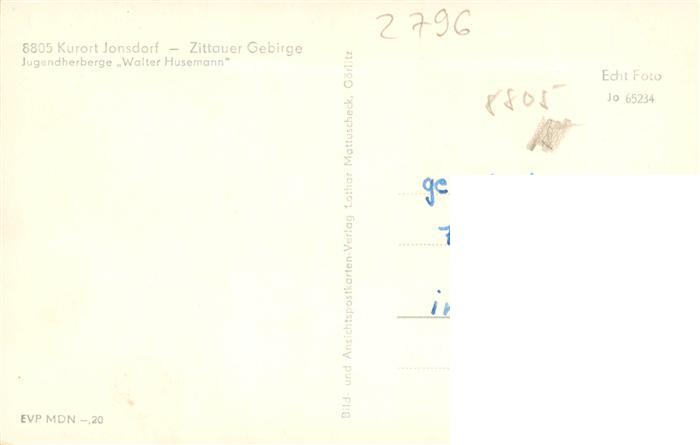 2796
8805 Kurort Jonsdorf — Zittauer Gebirge
Jugendherberge „Walter Husemann"
Echt Foto
Jo 65234
8805
Bild- und Ansichtspostkarten-Verlag Lothar Mattuscheck, Görlitz
EVP MDN –,20